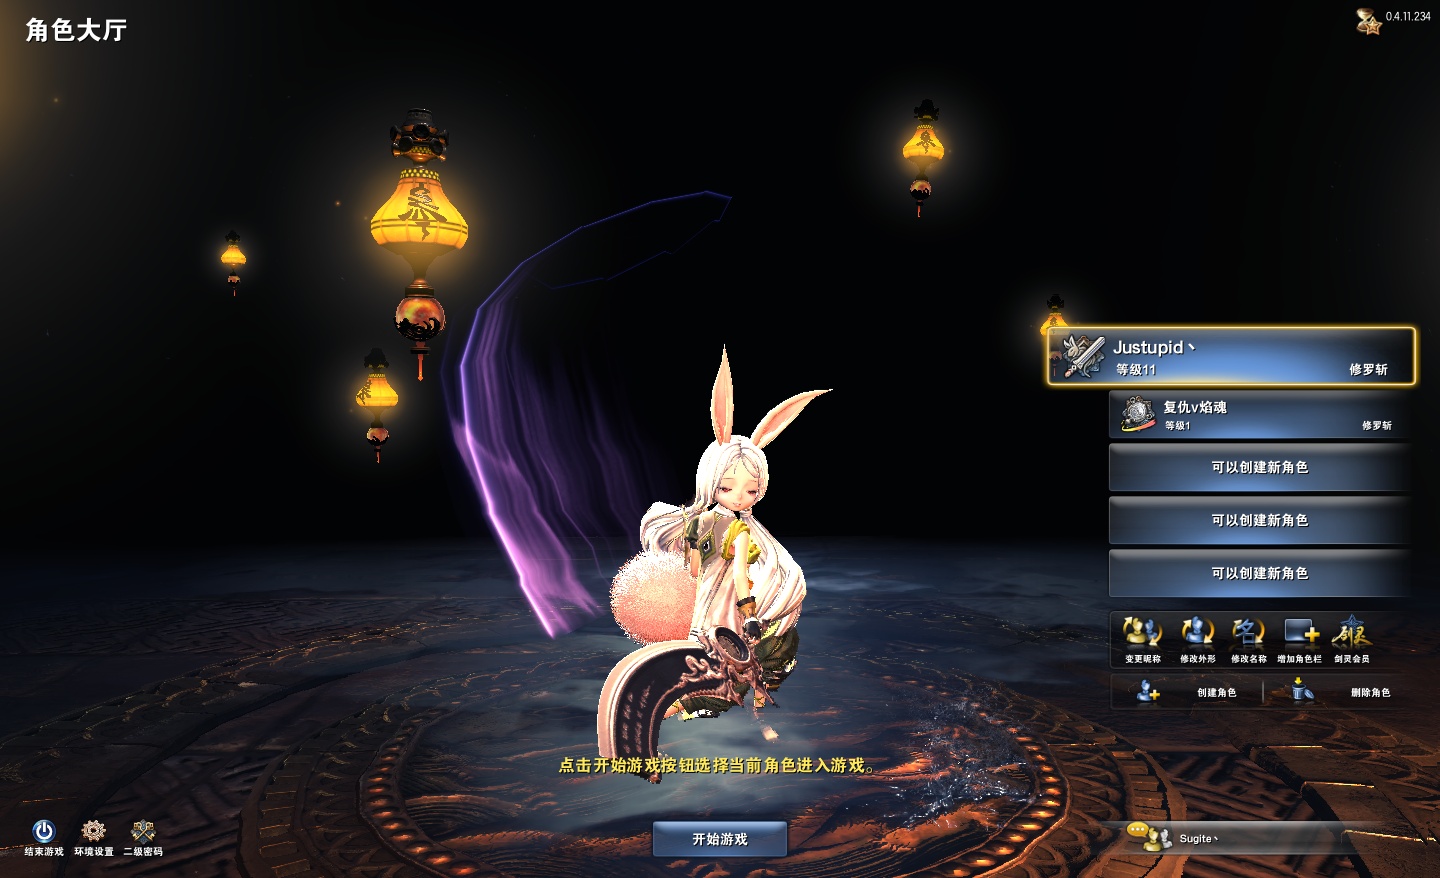 角色大厅
0.4.11.234
Justupid丶
等级11
修罗斩
复仇v焰魂
等级1
修罗斩
可以创建新角色
可以创建新角色
可以创建新角色
变更昵称
修改外形
修改名称
增加角色栏
剑灵会员
创建角色
删除角色
点击开始游戏按钮选择当前角色进入游戏。
开始游戏
结束游戏
环境设置
二级密码
Sugite丶